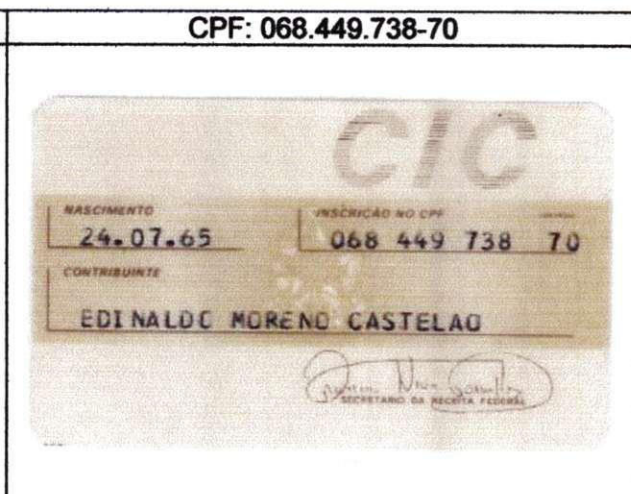 CPF: 068.449.738-70
CIC
NASCIMENTO
24.07.65
INSCRIÇÃO NO CPF
068 449 738 70
CONTRIBUINTE
EDINALDO MORENO CASTELAO
SECRETARIO DA RECEITA FEDERAL